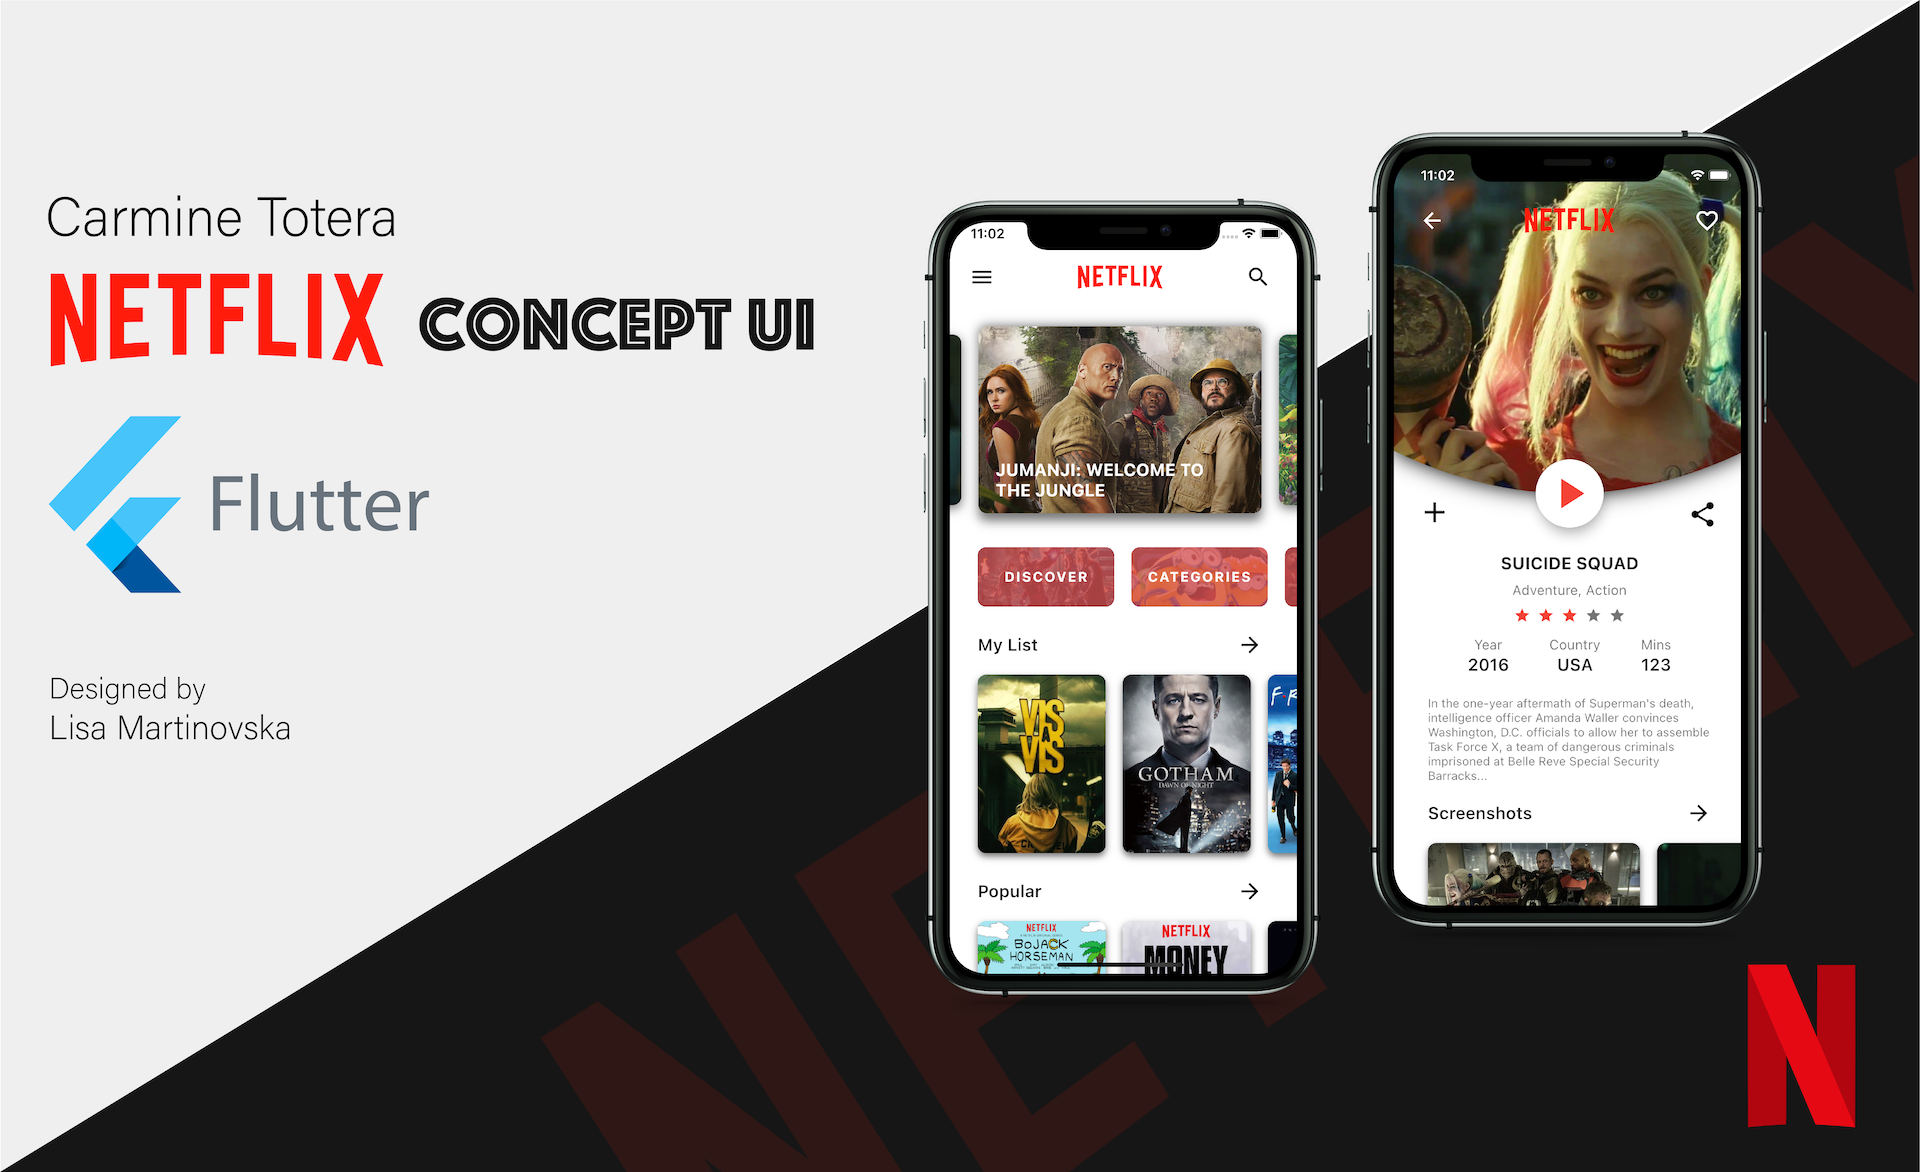 Carmine Totera
NETFLIX CONCEPT UI
Flutter
Designed by
Lisa Martinovska
11:02
NETFLIX
JUMANJI: WELCOME TO
THE JUNGLE
DISCOVER
CATEGORIES
My List
VIS
A
VIS
GOTHAM
DAWN OF NIGHT
FR
Popular
NETFLIX
BOJACK
HORSEMAN
NETFLIX
MONEY
11:02
NETFLIX
SUICIDE SQUAD
Adventure, Action
Year Country Mins
2016 USA 123
In the one-year aftermath of Superman's death,
intelligence officer Amanda Waller convinces
Washington, D.C. officials to allow her to assemble
Task Force X, a team of dangerous criminals
imprisoned at Belle Reve Special Security
Barracks...
Screenshots
N
NETFLIX